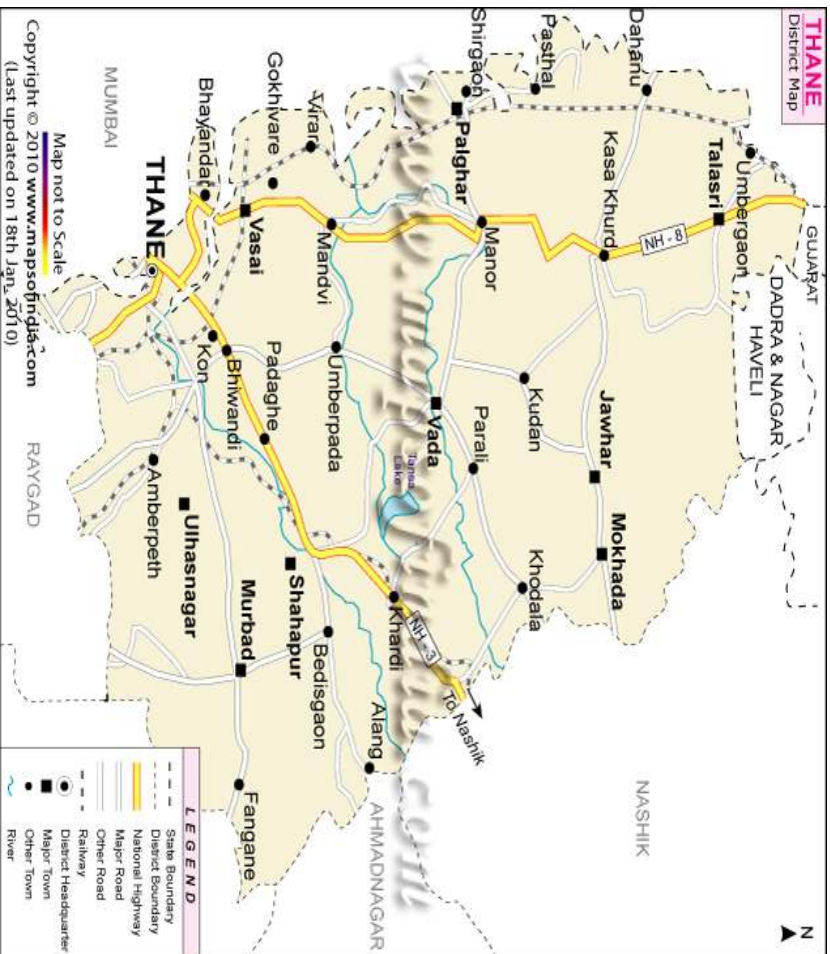 THANE
District Map
GUJARAT
DADRA & NAGAR
HAVELI
N
Dahanu
Umbergaon
Talasri
NH - 8
Pasthal
Kasa Khurd
Jawhar
Mokhada
NASHIK
Shirgaon
Palghar
Manor
Kudan
Khodala
Parali
Vada
To Nashik
Tansa
Lake
NH - 3
Khardi
www.mapsofindia.com
Virar
Mandvi
Umberpada
Alang
AHMADNAGAR
Gokhivare
Vasai
Padaghe
Shahapur
Bedisgaon
Bhayandar
Bhiwandi
Kon
Murbad
Fangane
THANE
Ulhasnagar
Amberpeth
MUMBAI
RAYGAD
Map not to Scale
Copyright © 2010 www.mapsofindia.com
(Last updated on 18th Jan, 2010)
LEGEND
State Boundary
District Boundary
National Highway
Major Road
Other Road
Railway
District Headquarter
Major Town
Other Town
River